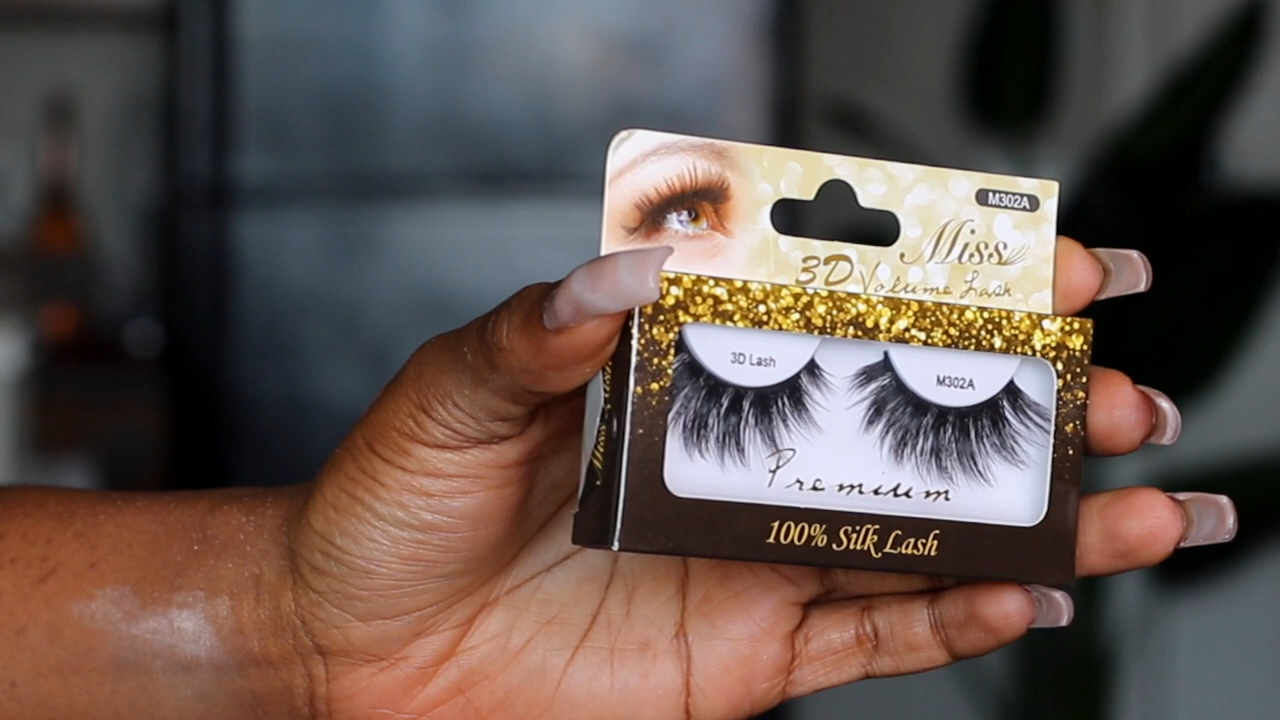 M302A
Miss
3D Volume Lash
3D Lash
M302A
Premium
100% Silk Lash